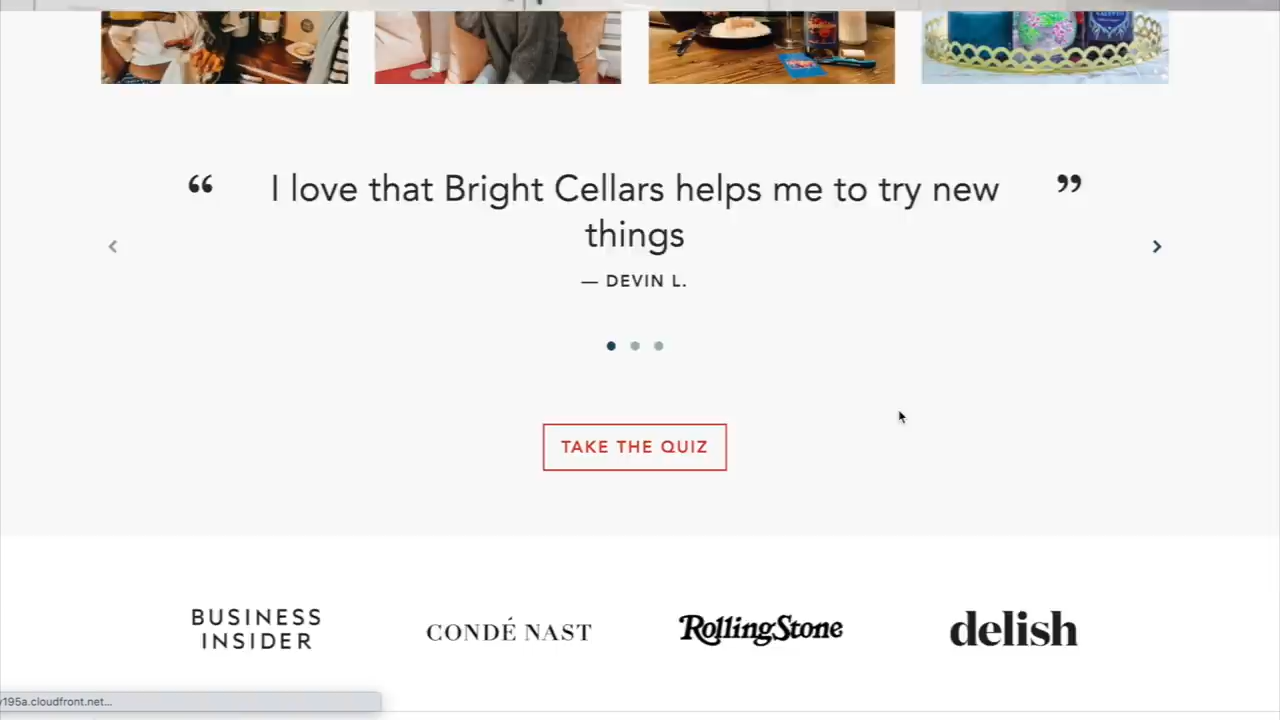 “ I love that Bright Cellars helps me to try new ”
things
— DEVIN L.
TAKE THE QUIZ
BUSINESS
INSIDER
CONDÉ NAST
RollingStone
delish
195a.cloudfront.net...